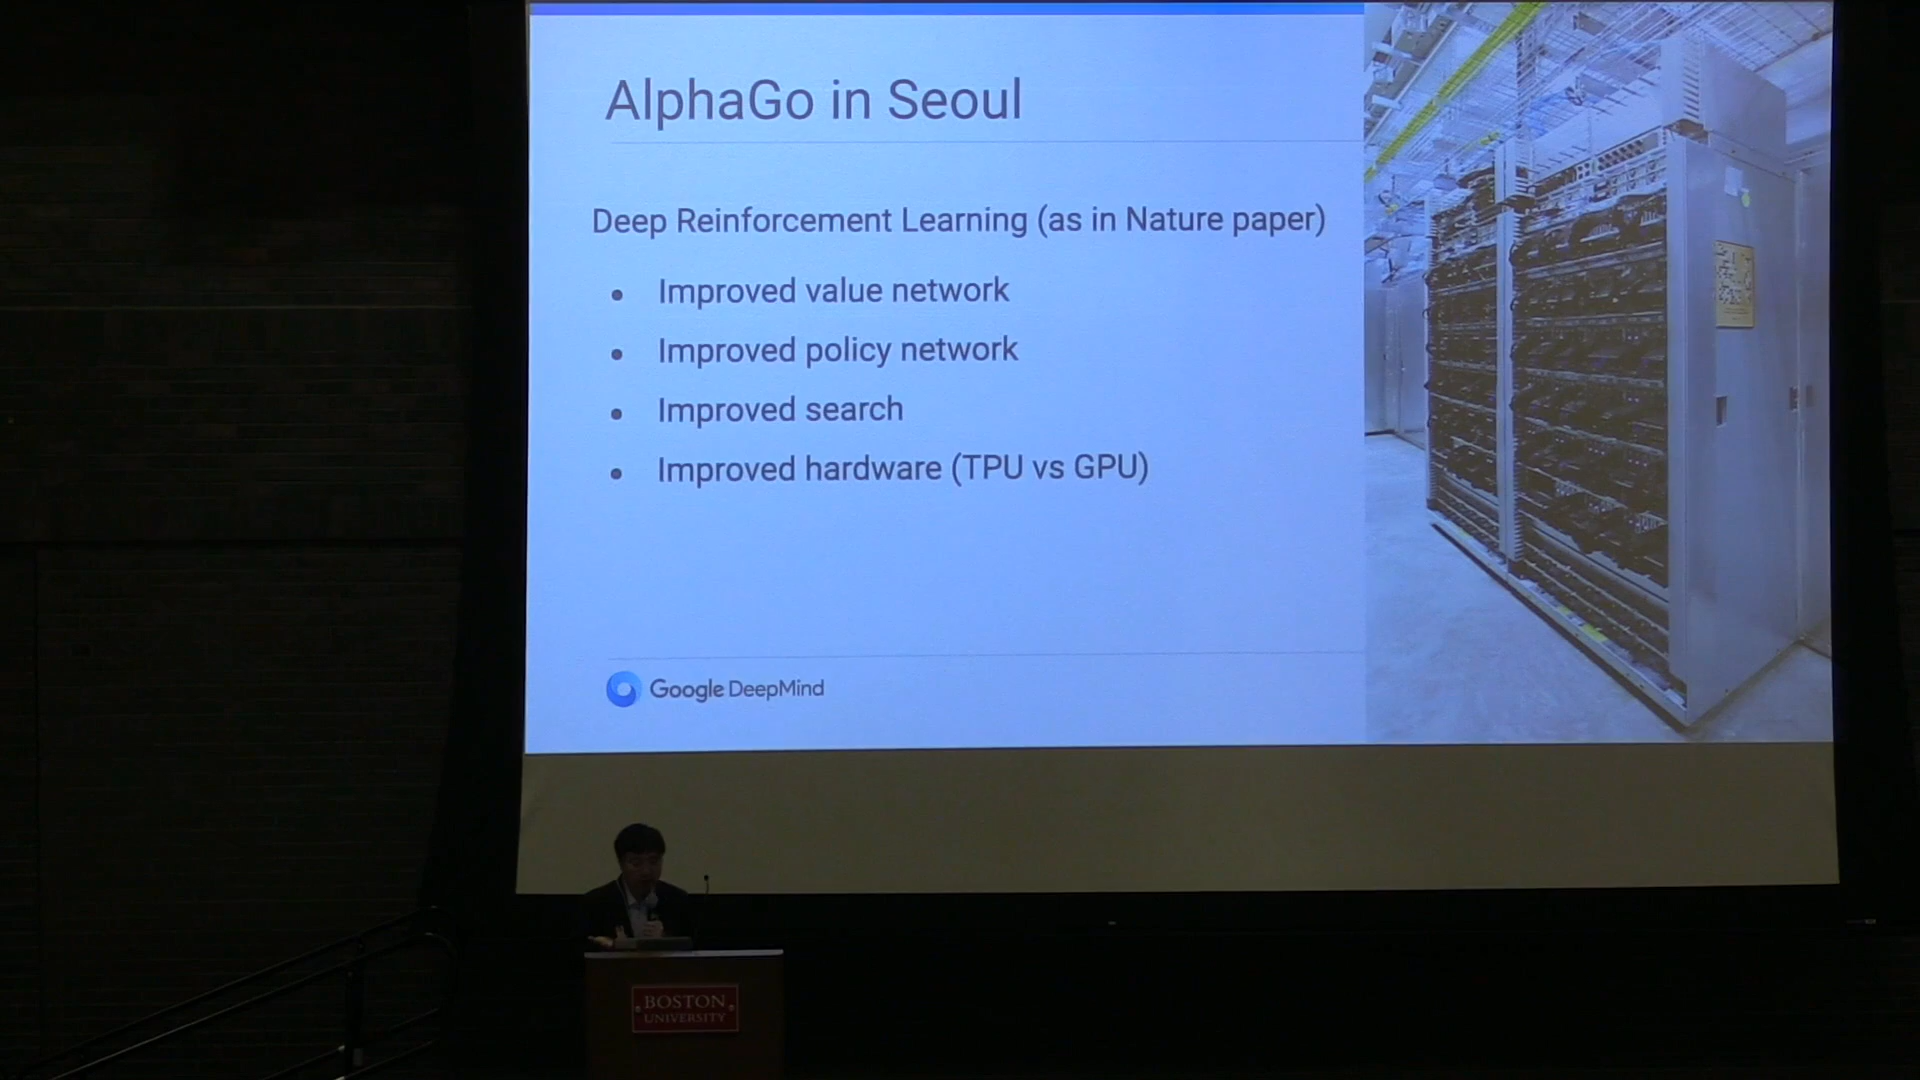 AlphaGo in Seoul
Deep Reinforcement Learning (as in Nature paper)
• Improved value network
• Improved policy network
• Improved search
• Improved hardware (TPU vs GPU)
Google DeepMind
BOSTON
UNIVERSITY